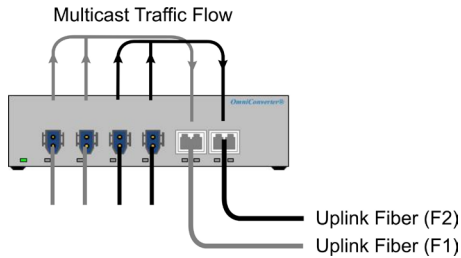 Multicast Traffic Flow
OmniConverter®
Uplink Fiber (F2)
Uplink Fiber (F1)